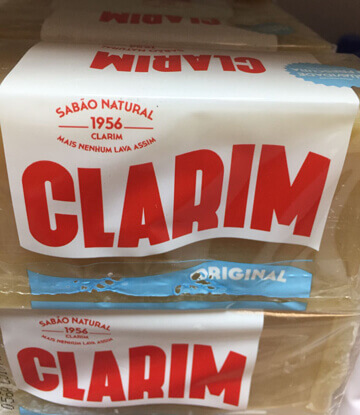 CLARIM
SABÃO NATURAL
1956
CLARIM
MAIS NENHUM LAVA ASSIM
CLARIM
ORIGINAL
SABÃO NATURAL
1956
CLARIM
MAIS NENHUM LAVA ASSIM
CLARIM